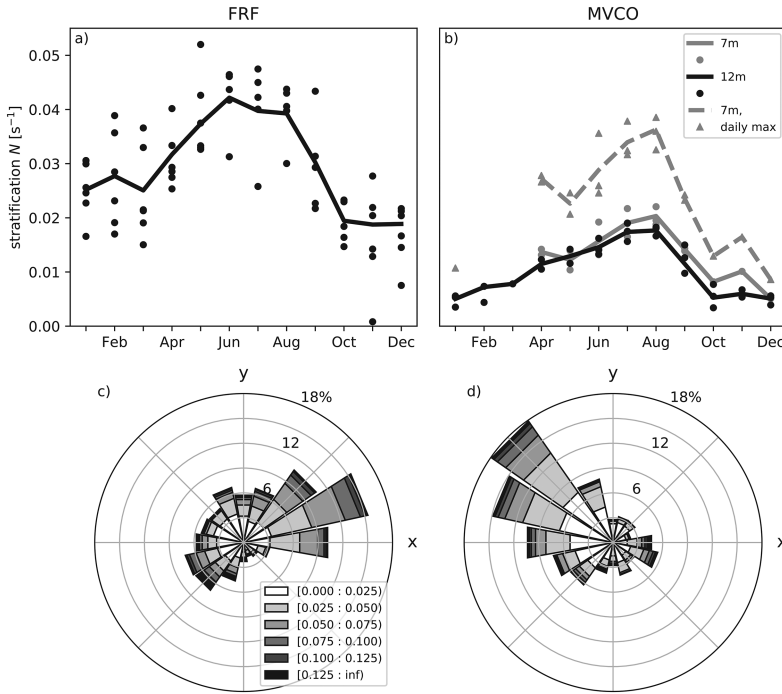 FRF
MVCO
a)
b)
0.05
0.04
0.03
0.02
0.01
0.00
stratification N [s⁻¹]
7m
12m
7m,
daily max
Feb Apr Jun Aug Oct Dec
Feb Apr Jun Aug Oct Dec
c)
y
18%
12
6
x
[0.000 : 0.025)
[0.025 : 0.050)
[0.050 : 0.075)
[0.075 : 0.100)
[0.100 : 0.125)
[0.125 : inf)
d)
y
18%
12
6
x